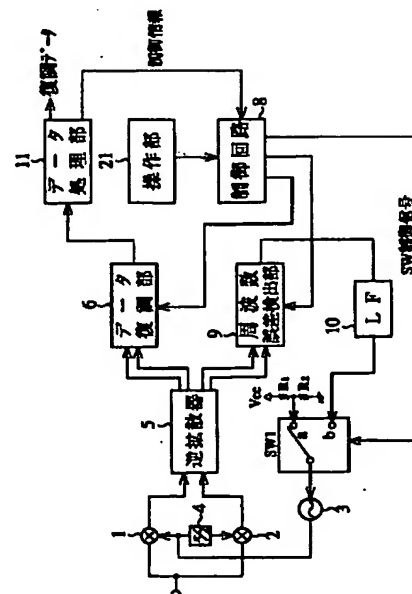 復調データ
制御情報
11
データ処理部
21
操作部
8
制御回路
6
データ復調部
9
周波数誤差検出部
SW制御信号
10
LF
Vcc
R1
R2
5
逆拡散器
SW1
a
b
1
4
2
3